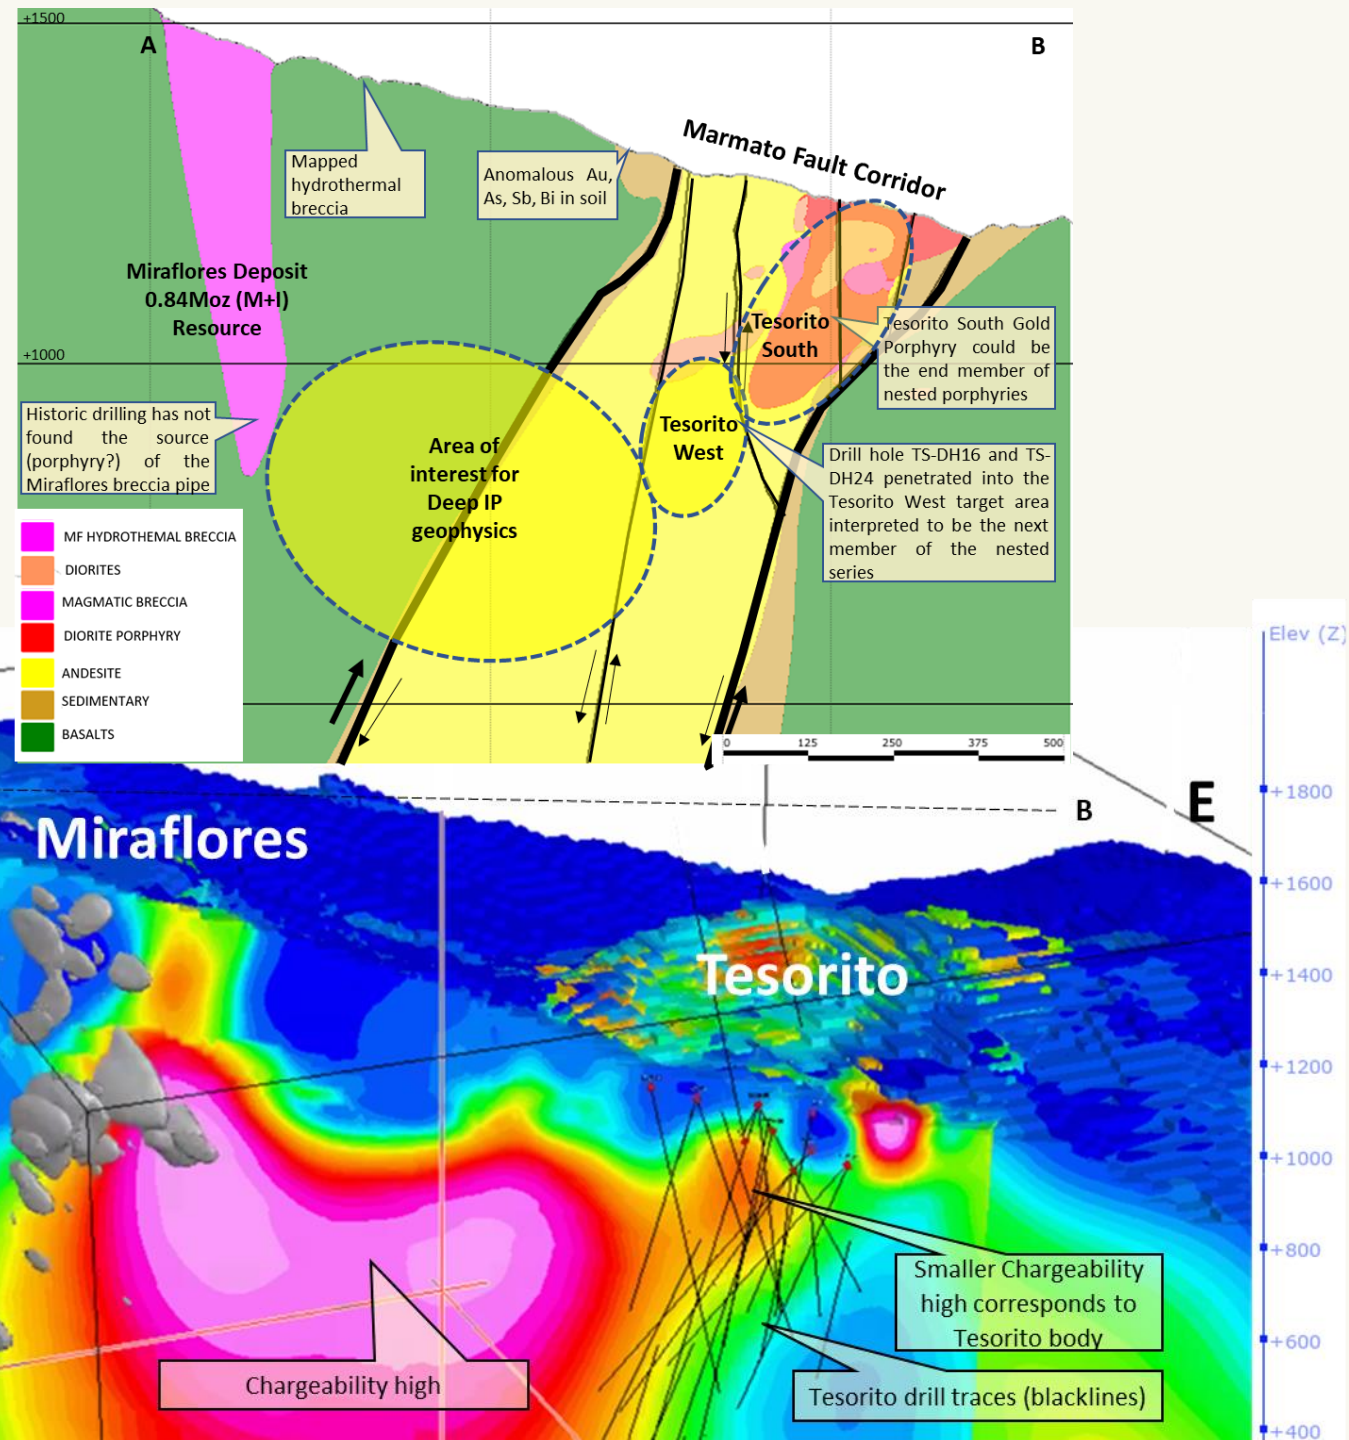 +1500
A
B
Marmato Fault Corridor
Mapped
hydrothermal
breccia
Anomalous Au,
As, Sb, Bi in soil
Miraflores Deposit
0.84Moz (M+I)
Resource
+1000
Tesorito
South
Tesorito South Gold
Porphyry could be
the end member of
nested porphyries
Historic drilling has not
found the source
(porphyry?) of the
Miraflores breccia pipe
Area of
interest for
Deep IP
geophysics
Tesorito
West
Drill hole TS-DH16 and TS-
DH24 penetrated into the
Tesorito West target area
interpreted to be the next
member of the nested
series
MF HYDROTHEMAL BRECCIA
DIORITES
MAGMATIC BRECCIA
DIORITE PORPHYRY
ANDESITE
SEDIMENTARY
BASALTS
0 125 250 375 500
Elev (Z)
+1800
+1600
+1400
+1200
+1000
+800
+600
+400
B
E
Miraflores
Tesorito
Smaller Chargeability
high corresponds to
Tesorito body
Chargeability high
Tesorito drill traces (blacklines)